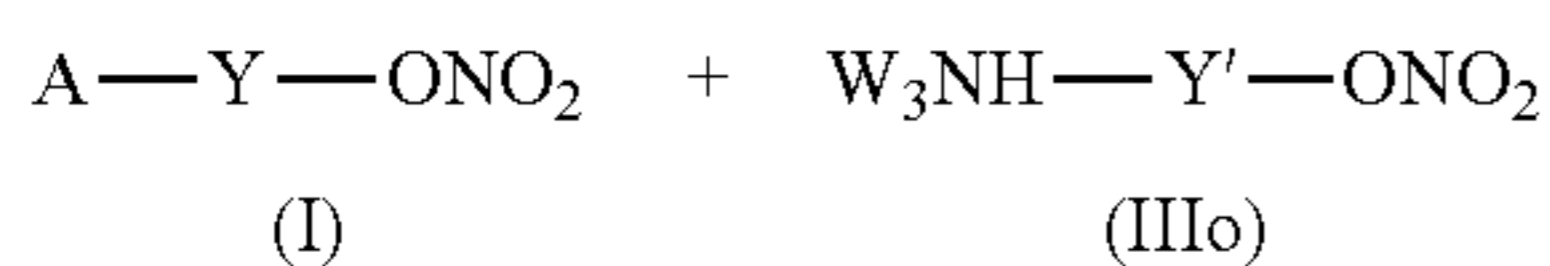 A—Y—ONO₂ + W₃NH—Y′—ONO₂
(I) (IIIo)